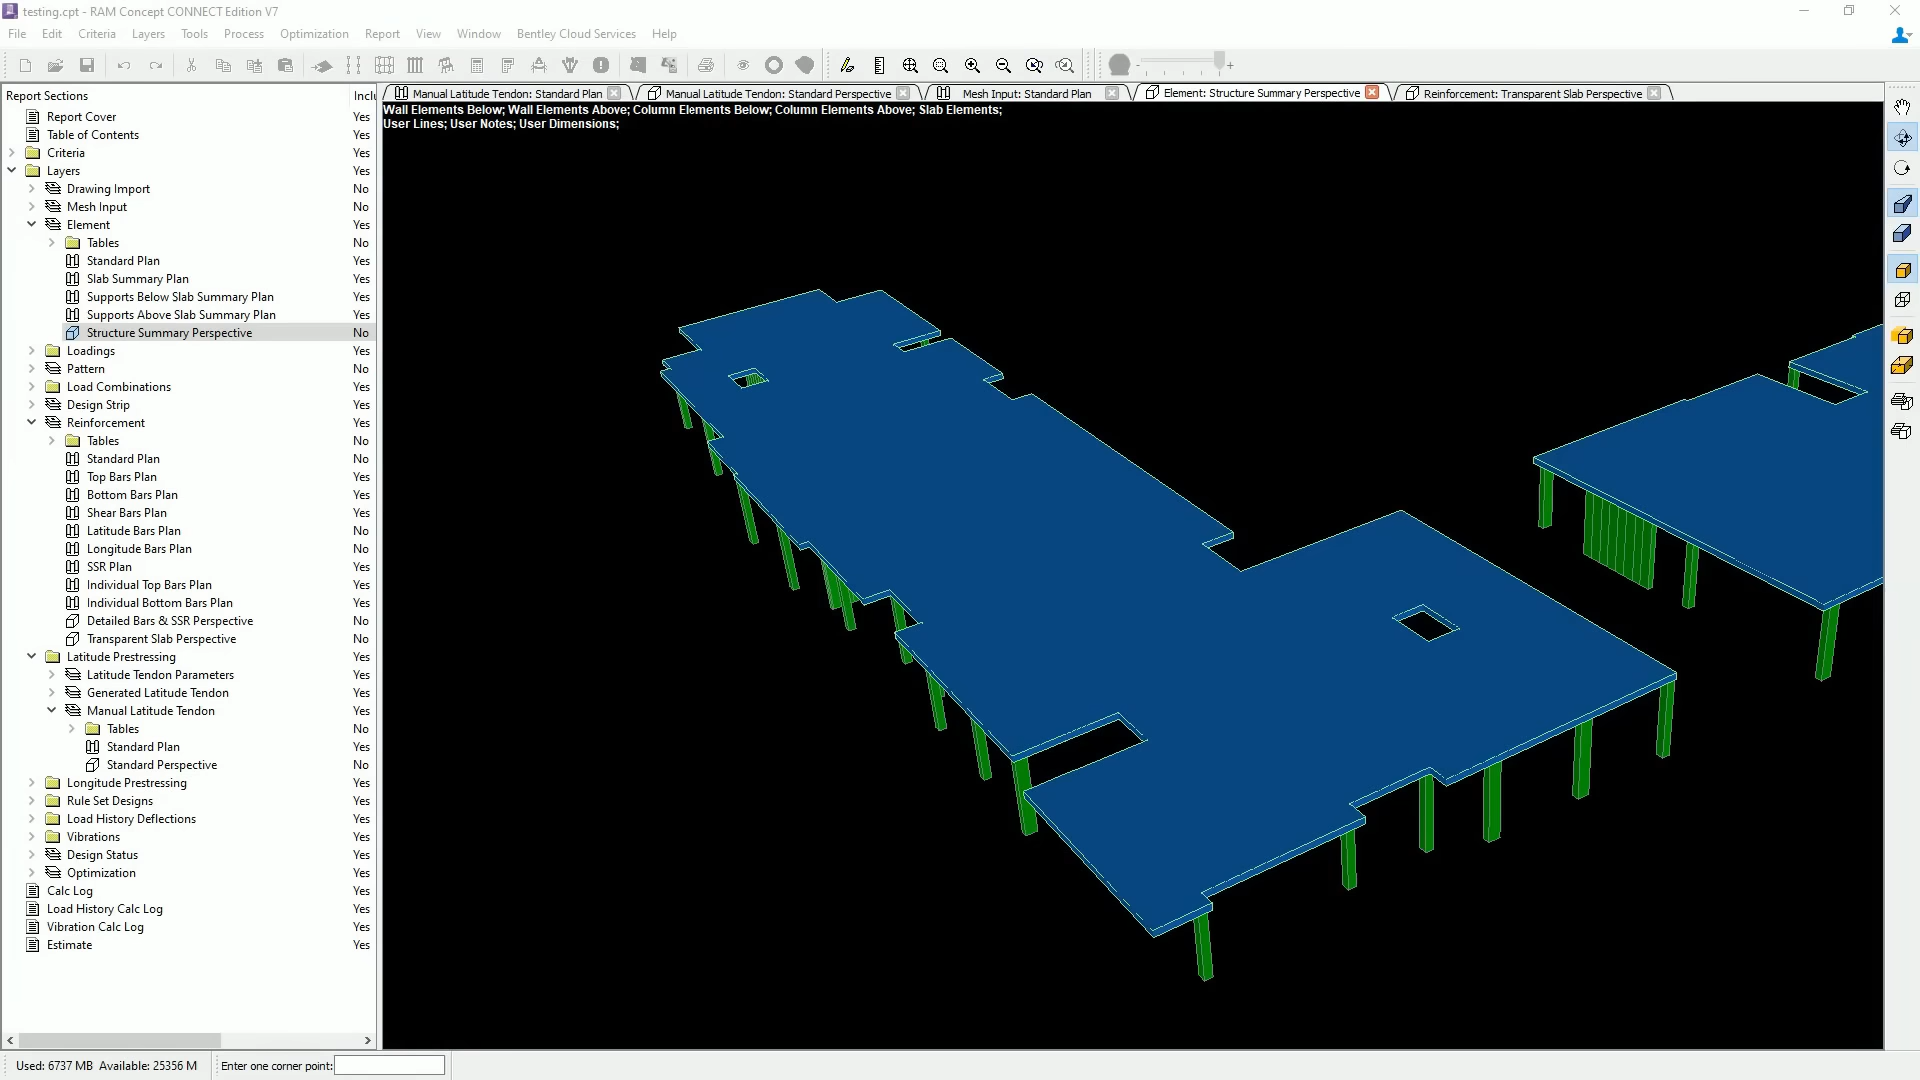 testing.cpt - RAM Concept CONNECT Edition V7
File Edit Criteria Layers Tools Process Optimization Report View Window Bentley Cloud Services Help
Report Sections Inclu
Report Cover Yes
Table of Contents Yes
Criteria Yes
Layers Yes
Drawing Import No
Mesh Input No
Element Yes
Tables No
Standard Plan Yes
Slab Summary Plan Yes
Supports Below Slab Summary Plan Yes
Supports Above Slab Summary Plan Yes
Structure Summary Perspective No
Loadings Yes
Pattern No
Load Combinations Yes
Design Strip Yes
Reinforcement Yes
Tables No
Standard Plan No
Top Bars Plan Yes
Bottom Bars Plan Yes
Shear Bars Plan Yes
Latitude Bars Plan No
Longitude Bars Plan No
SSR Plan No
Individual Top Bars Plan No
Individual Bottom Bars Plan No
Detailed Bars & SSR Perspective No
Transparent Slab Perspective No
Latitude Prestressing Yes
Latitude Tendon Parameters Yes
Generated Latitude Tendon Yes
Manual Latitude Tendon Yes
Tables No
Standard Plan Yes
Standard Perspective No
Longitude Prestressing Yes
Rule Set Designs Yes
Load History Deflections Yes
Vibrations Yes
Design Status Yes
Optimization Yes
Calc Log Yes
Load History Calc Log Yes
Vibration Calc Log Yes
Estimate Yes
Manual Latitude Tendon: Standard Plan Manual Latitude Tendon: Standard Perspective Mesh Input: Standard Plan Element: Structure Summary Perspective Reinforcement: Transparent Slab Perspective
Wall Elements Below; Wall Elements Above; Column Elements Below; Column Elements Above; Slab Elements;
User Lines; User Notes; User Dimensions;
Used: 6737 MB Available: 25356 M Enter one corner point: